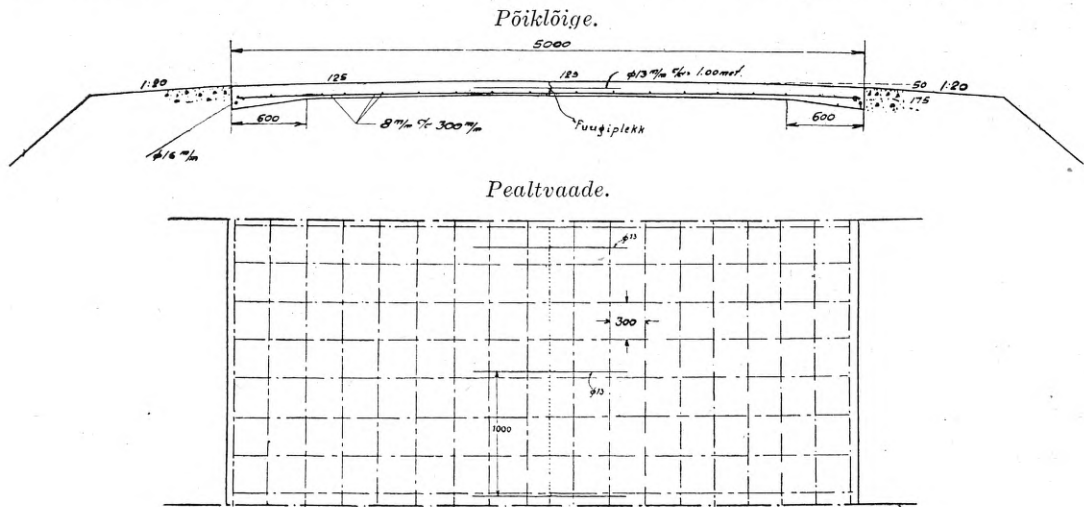 Põiklõige.
5000
1:20
125
125
φ13 m/m c/c 1.00 met.
50
1:20
175
600
8 m/m c/c 300 m/m
Fuugiplekk
600
φ16 m/m
Pealtvaade.
φ13
300
φ13
1000